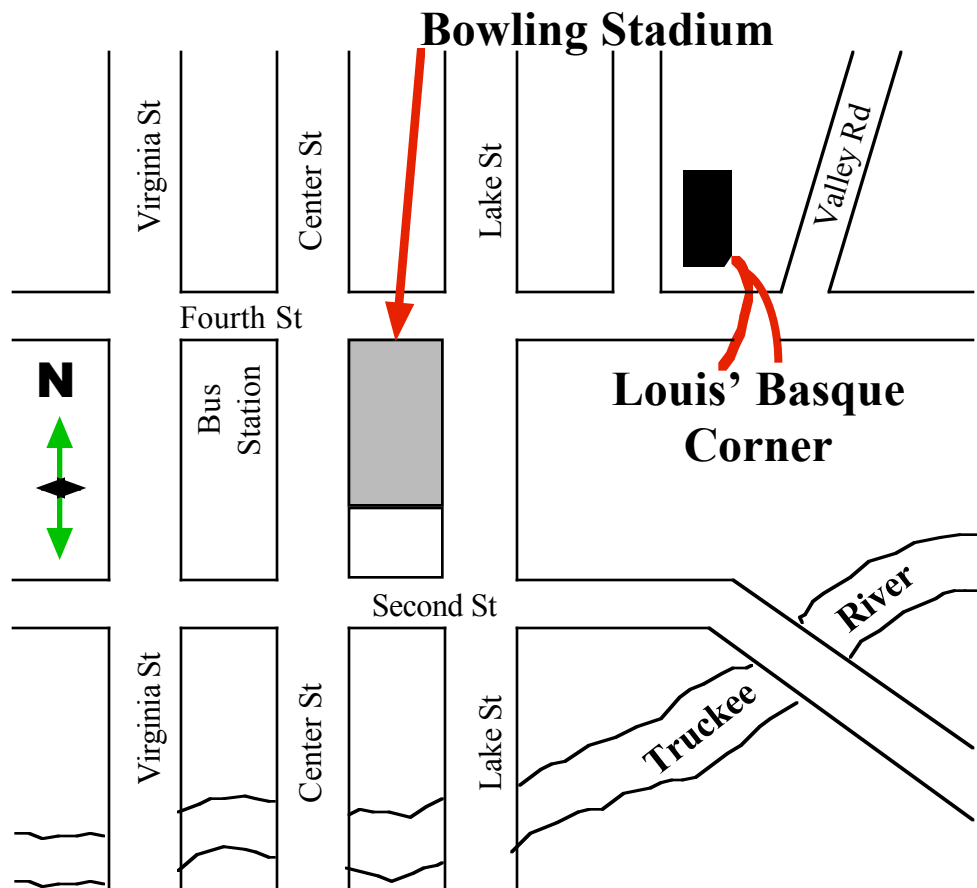 Bowling Stadium
Virginia St
Center St
Lake St
Valley Rd
Fourth St
N
Bus
Station
Louis’ Basque
Corner
Second St
River
Truckee
Virginia St
Center St
Lake St